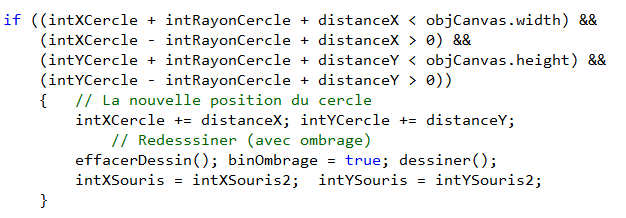 if ((intXCercle + intRayonCercle + distanceX < objCanvas.width) &&
(intXCercle - intRayonCercle + distanceX > 0) &&
(intYCercle + intRayonCercle + distanceY < objCanvas.height) &&
(intYCercle - intRayonCercle + distanceY > 0))
{ // La nouvelle position du cercle
intXCercle += distanceX; intYCercle += distanceY;
// Redesssiner (avec ombrage)
effacerDessin(); binOmbrage = true; dessiner();
intXSouris = intXSouris2; intYSouris = intYSouris2;
}